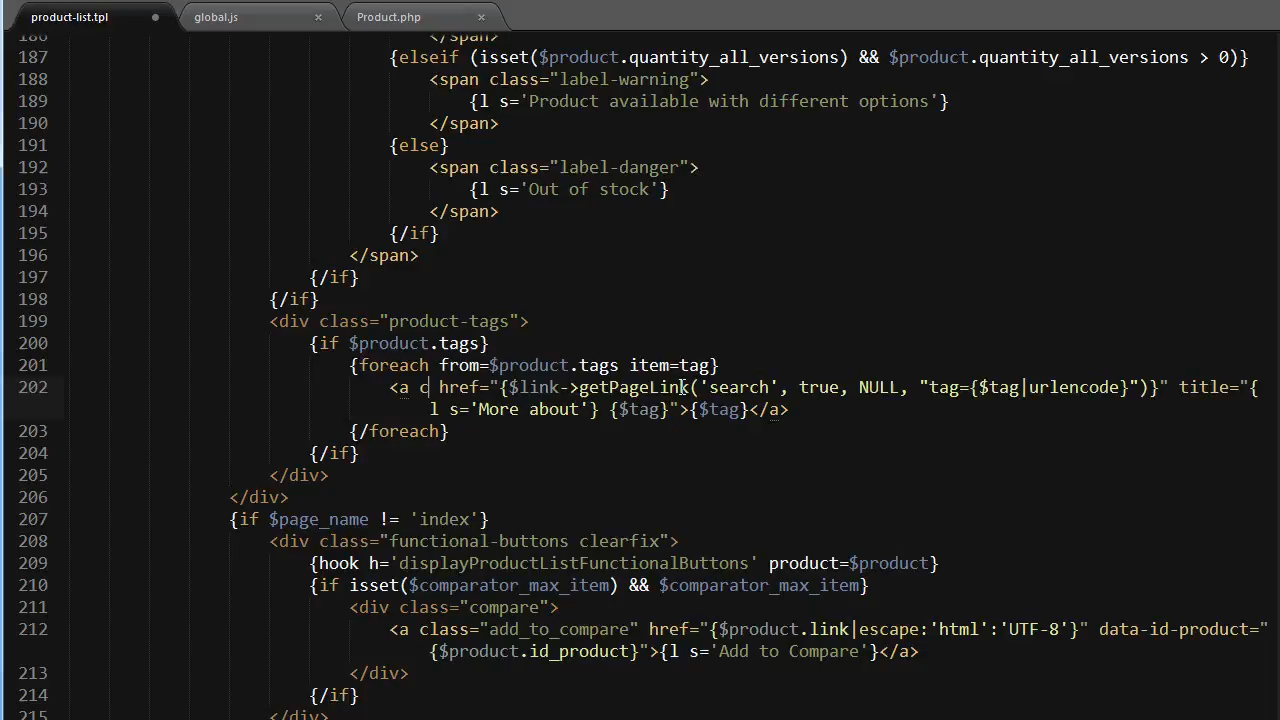 product-list.tpl global.js Product.php
186 </span>
187 {elseif (isset($product.quantity_all_versions) && $product.quantity_all_versions > 0)}
188 <span class="label-warning">
189 {l s='Product available with different options'}
190 </span>
191 {else}
192 <span class="label-danger">
193 {l s='Out of stock'}
194 </span>
195 {/if}
196 </span>
197 {/if}
198 {/if}
199 <div class="product-tags">
200 {if $product.tags}
201 {foreach from=$product.tags item=tag}
202 <a c href="{$link->getPageLink('search', true, NULL, "tag={$tag|urlencode}")}" title="{
l s='More about'} {$tag}">{$tag}</a>
203 {/foreach}
204 {/if}
205 </div>
206 </div>
207 {if $page_name != 'index'}
208 <div class="functional-buttons clearfix">
209 {hook h='displayProductListFunctionalButtons' product=$product}
210 {if isset($comparator_max_item) && $comparator_max_item}
211 <div class="compare">
212 <a class="add_to_compare" href="{$product.link|escape:'html':'UTF-8'}" data-id-product="
{$product.id_product}">{l s='Add to Compare'}</a>
213 </div>
214 {/if}
215 </div>